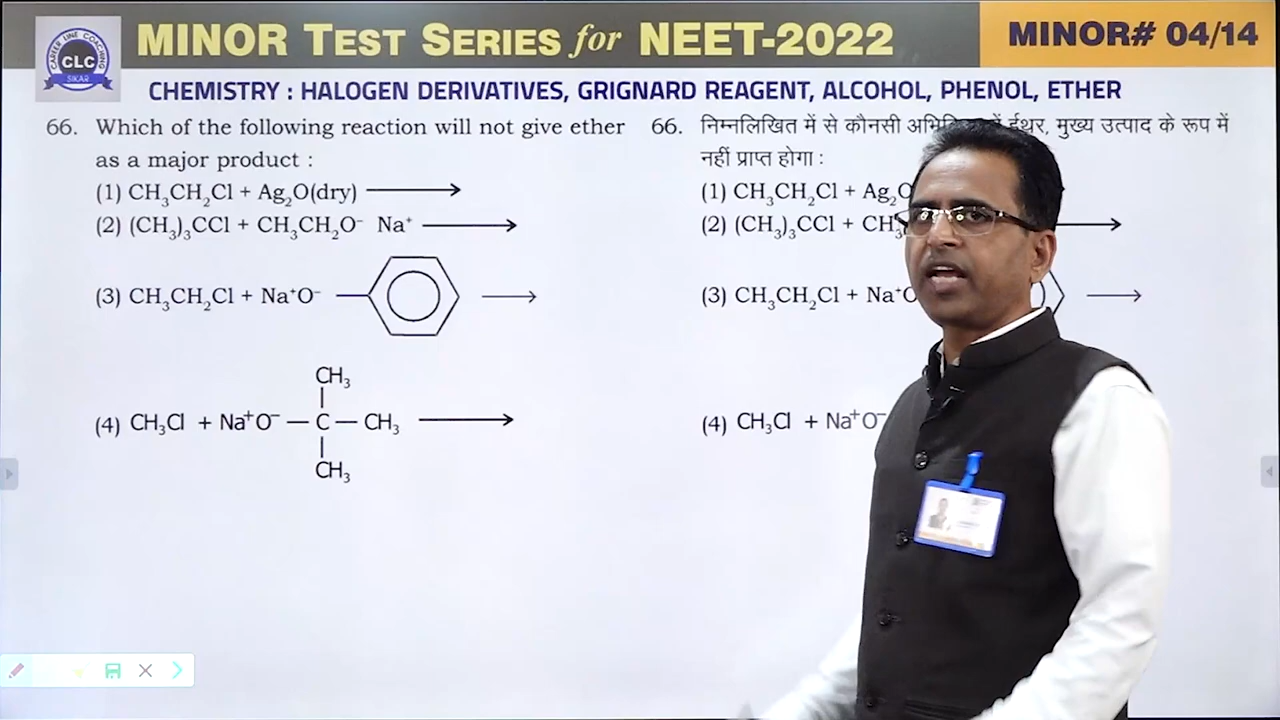 CAREER LINE COACHING
CLC
SIKAR
MINOR TEST SERIES for NEET-2022
MINOR# 04/14
CHEMISTRY : HALOGEN DERIVATIVES, GRIGNARD REAGENT, ALCOHOL, PHENOL, ETHER
66. Which of the following reaction will not give ether
as a major product :
(1) CH₃CH₂Cl + Ag₂O(dry) ⟶
(2) (CH₃)₃CCl + CH₃CH₂O⁻ Na⁺ ⟶
(3) CH₃CH₂Cl + Na⁺O⁻ — ⟶
CH₃
(4) CH₃Cl + Na⁺O⁻ — C — CH₃ ⟶
CH₃
66. निम्नलिखित में से कौनसी में ईथर, मुख्य उत्पाद के रूप में
नहीं प्राप्त होगा :
(1) CH₃CH₂Cl + Ag₂O
(2) (CH₃)₃CCl + CH₃ ⟶
(3) CH₃CH₂Cl + Na⁺O ⟶
(4) CH₃Cl + Na⁺O⁻